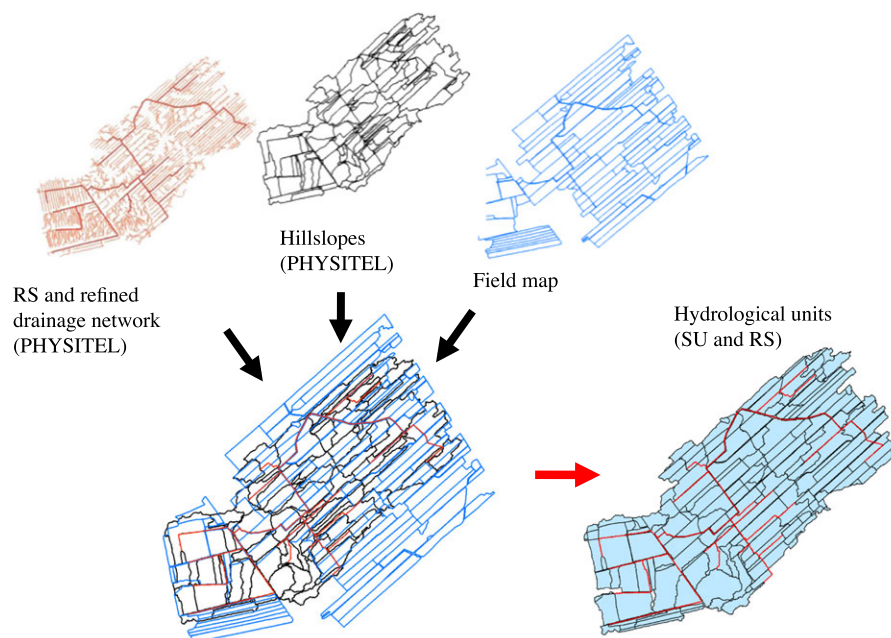 RS and refined
drainage network
(PHYSITEL)
Hillslopes
(PHYSITEL)
Field map
Hydrological units
(SU and RS)